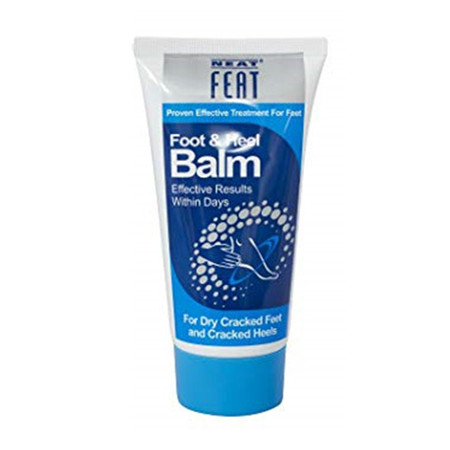 NEAT
FEAT
Proven Effective Treatment For Feet
Foot & Heel
Balm
Effective Results
Within Days
For Dry Cracked Feet
and Cracked Heels